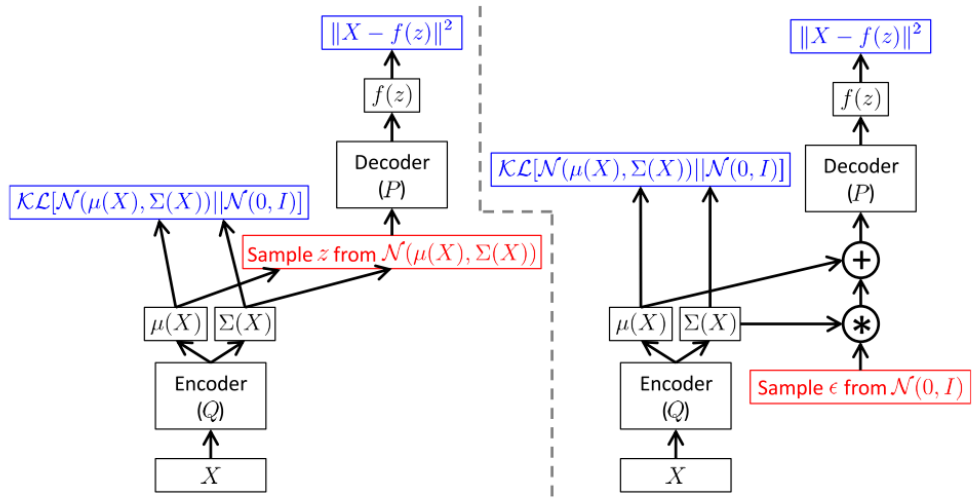 ‖X − f(z)‖²
f(z)
Decoder
(P)
𝒦ℒ[𝒩(μ(X), Σ(X))||𝒩(0, I)]
Sample z from 𝒩(μ(X), Σ(X))
μ(X)
Σ(X)
Encoder
(Q)
X
‖X − f(z)‖²
f(z)
Decoder
(P)
𝒦ℒ[𝒩(μ(X), Σ(X))||𝒩(0, I)]
+
μ(X)
Σ(X)
*
Encoder
(Q)
Sample ϵ from 𝒩(0, I)
X